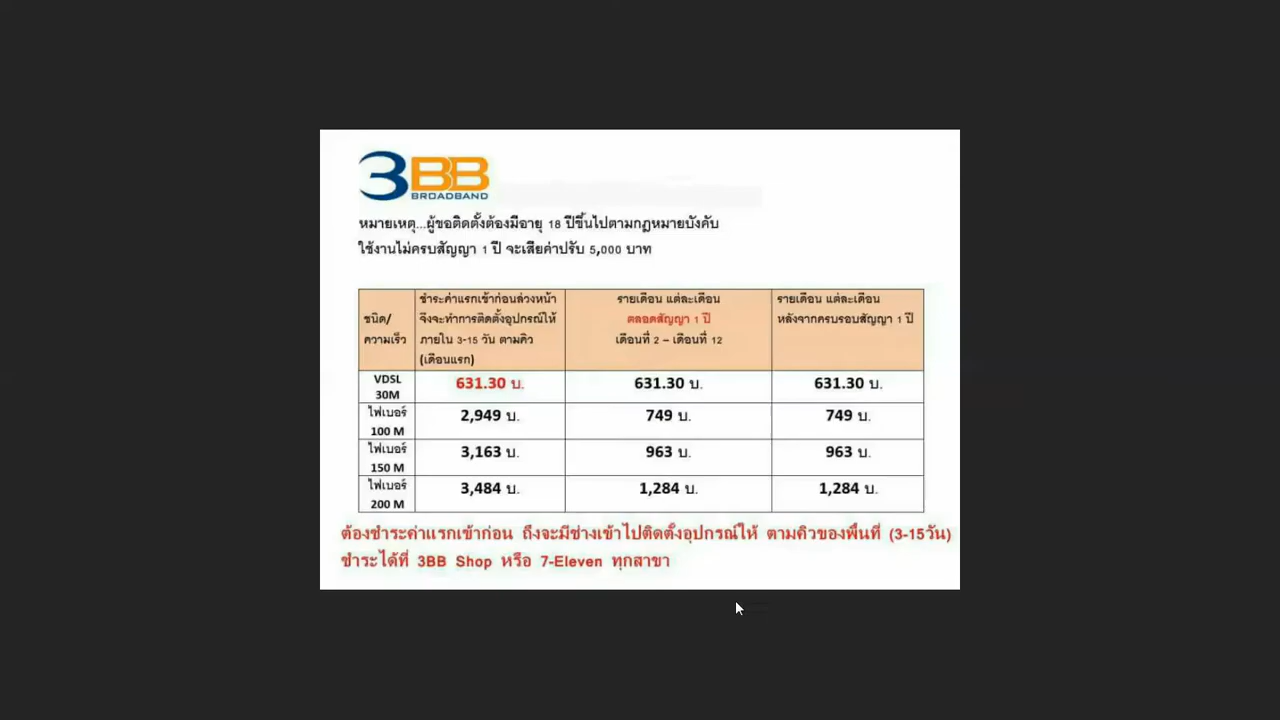 3BB
BROADBAND
หมายเหตุ...ผู้ขอติดตั้งต้องมีอายุ 18 ปีขึ้นไปตามกฎหมายบังคับ
ใช้งานไม่ครบสัญญา 1 ปี จะเสียค่าปรับ 5,000 บาท
ชนิด/
ความเร็ว
ชำระค่าแรกเข้าก่อนล่วงหน้า
จึงจะทำการติดตั้งอุปกรณ์ให้
ภายใน 3-15 วัน ตามคิว
(เดือนแรก)
รายเดือน แต่ละเดือน
ตลอดสัญญา 1 ปี
เดือนที่ 2 – เดือนที่ 12
รายเดือน แต่ละเดือน
หลังจากครบรอบสัญญา 1 ปี
VDSL
30M
631.30 บ.
631.30 บ.
631.30 บ.
ไฟเบอร์
100 M
2,949 บ.
749 บ.
749 บ.
ไฟเบอร์
150 M
3,163 บ.
963 บ.
963 บ.
ไฟเบอร์
200 M
3,484 บ.
1,284 บ.
1,284 บ.
ต้องชำระค่าแรกเข้าก่อน ถึงจะมีช่างเข้าไปติดตั้งอุปกรณ์ให้ ตามคิวของพื้นที่ (3-15วัน)
ชำระได้ที่ 3BB Shop หรือ 7-Eleven ทุกสาขา